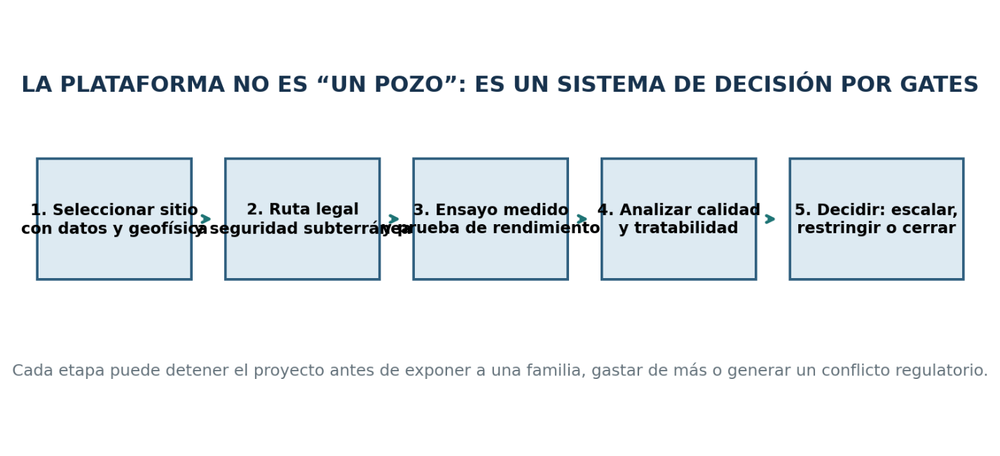 LA PLATAFORMA NO ES “UN POZO”: ES UN SISTEMA DE DECISIÓN POR GATES
1. Seleccionar sitio
con datos y geofísica
2. Ruta legal
y seguridad subterránea
3. Ensayo medido
y prueba de rendimiento
4. Analizar calidad
y tratabilidad
5. Decidir: escalar,
restringir o cerrar
Cada etapa puede detener el proyecto antes de exponer a una familia, gastar de más o generar un conflicto regulatorio.